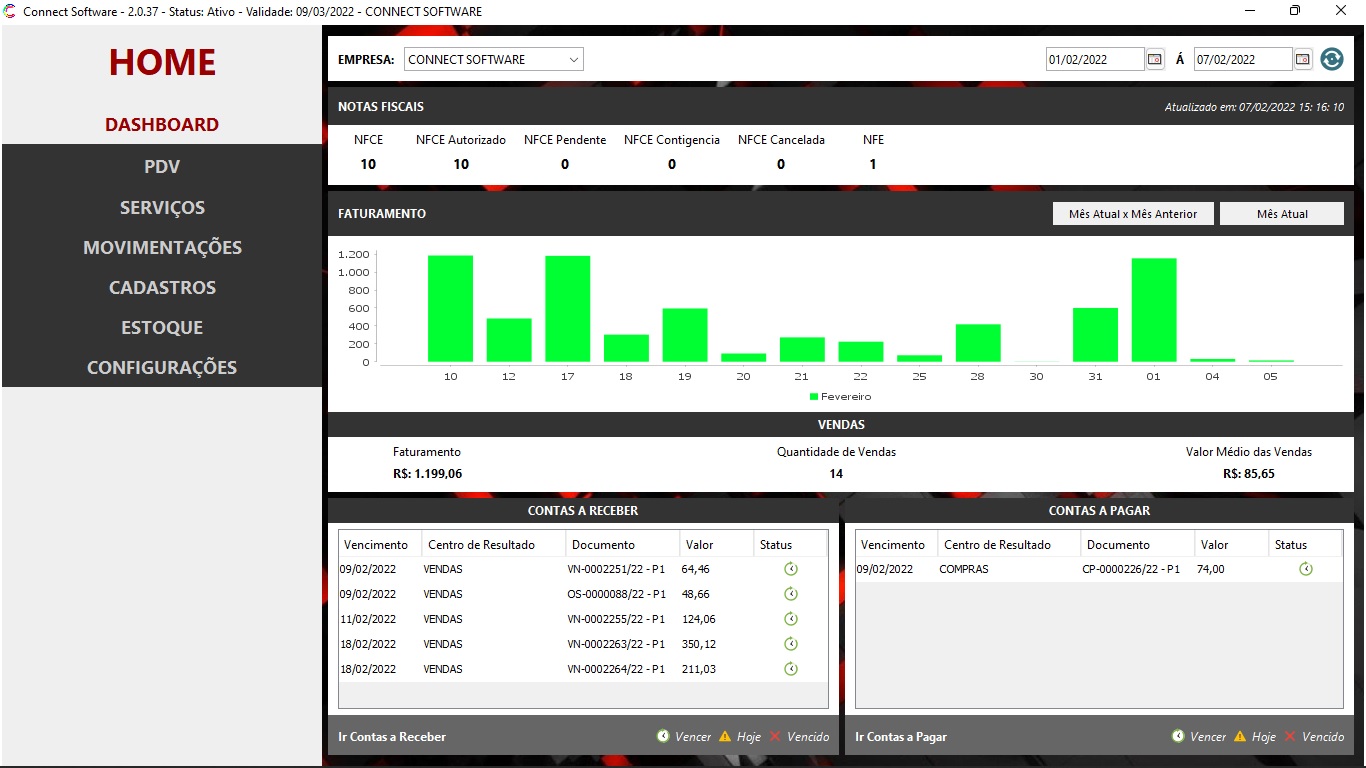 Connect Software - 2.0.37 - Status: Ativo - Validade: 09/03/2022 - CONNECT SOFTWARE
HOME
DASHBOARD
PDV
SERVIÇOS
MOVIMENTAÇÕES
CADASTROS
ESTOQUE
CONFIGURAÇÕES
EMPRESA: CONNECT SOFTWARE 01/02/2022 Á 07/02/2022
NOTAS FISCAIS Atualizado em: 07/02/2022 15: 16: 10
NFCE NFCE Autorizado NFCE Pendente NFCE Contigencia NFCE Cancelada NFE
10 10 0 0 0 1
FATURAMENTO Mês Atual x Mês Anterior Mês Atual
1.200
1.000
800
600
400
200
0
10 12 17 18 19 20 21 22 25 28 30 31 01 04 05
Fevereiro
VENDAS
Faturamento Quantidade de Vendas Valor Médio das Vendas
R$: 1.199,06 14 R$: 85,65
CONTAS A RECEBER
Vencimento Centro de Resultado Documento Valor Status
09/02/2022 VENDAS VN-0002251/22 - P1 64,46
09/02/2022 VENDAS OS-0000088/22 - P1 48,66
11/02/2022 VENDAS VN-0002255/22 - P1 124,06
18/02/2022 VENDAS VN-0002263/22 - P1 350,12
18/02/2022 VENDAS VN-0002264/22 - P1 211,03
Ir Contas a Receber Vencer Hoje Vencido
CONTAS A PAGAR
Vencimento Centro de Resultado Documento Valor Status
09/02/2022 COMPRAS CP-0000226/22 - P1 74,00
Ir Contas a Pagar Vencer Hoje Vencido